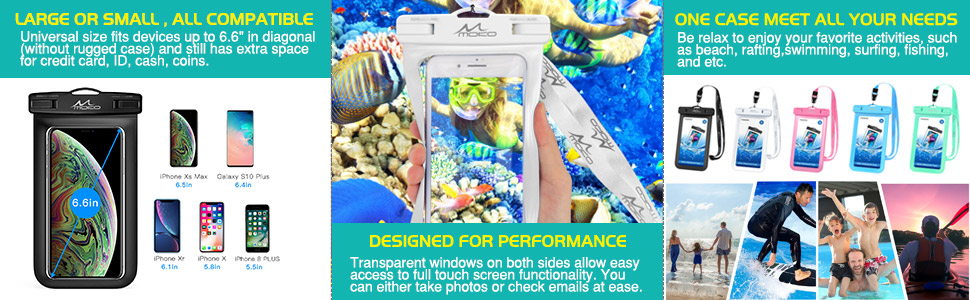 LARGE OR SMALL , ALL COMPATIBLE
Universal size fits devices up to 6.6" in diagonal
(without rugged case) and still has extra space
for credit card, ID, cash, coins.
MOKO
6.6in
iPhone Xs Max
6.5in
Galaxy S10 Plus
6.4in
iPhone Xr
6.1in
iPhone X
5.8in
iPhone 8 PLUS
5.5in
MOKO
MOKO
DESIGNED FOR PERFORMANCE
Transparent windows on both sides allow easy
access to full touch screen functionality. You
can either take photos or check emails at ease.
ONE CASE MEET ALL YOUR NEEDS
Be relax to enjoy your favorite activities, such
as beach, rafting,swimming, surfing, fishing,
and etc.